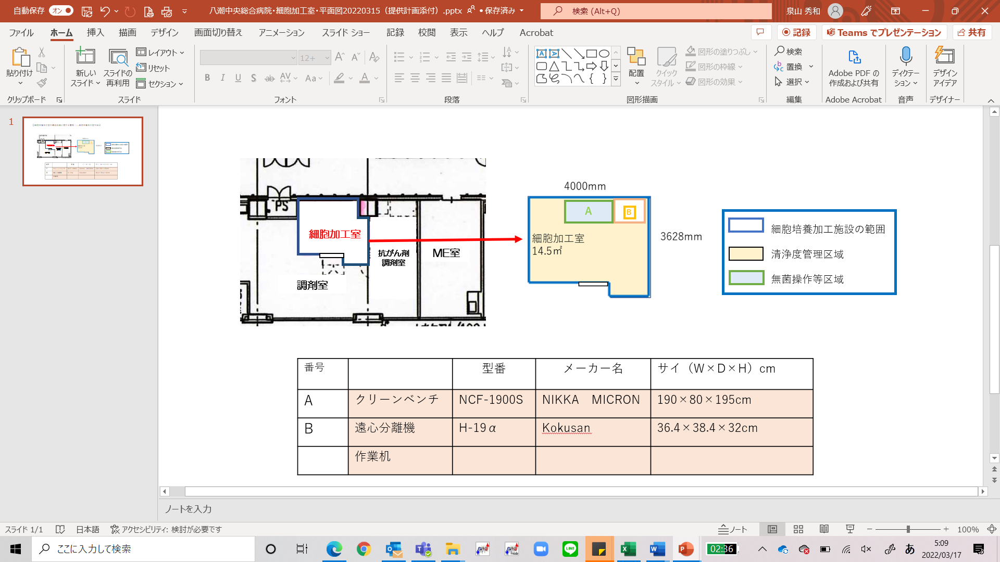 自動保存 オン 八潮中央総合病院・細胞加工室・平面図20220315（提供計画添付）.pptx • 保存済み 検索 (Alt+Q) 泉山 秀和
ファイル ホーム 挿入 描画 デザイン 画面切り替え アニメーション スライド ショー 記録 校閲 表示 ヘルプ Acrobat 記録 Teams でプレゼンテーション 共有
貼り付け 新しい スライド スライドの 再利用 レイアウト リセット セクション
12+
B I U S ab AV Aa A
配置 クイック スタイル 図形の塗りつぶし 図形の枠線 図形の効果
検索 置換 選択
Adobe PDF の 作成および共有 ディクテー ション デザイン アイデア
クリップボード スライド フォント 段落 図形描画 編集 Adobe Acrobat 音声 デザイナー
1
PS
細胞加工室
抗がん剤
調剤室
ME室
調剤室
4000mm
A B
細胞加工室
14.5㎡
3628mm
細胞培養加工施設の範囲
清浄度管理区域
無菌操作等区域
番号 型番 メーカー名 サイ（W×D×H）cm
A クリーンベンチ NCF-1900S NIKKA MICRON 190×80×195cm
B 遠心分離機 H-19α Kokusan 36.4×38.4×32cm
作業机
ノートを入力
スライド 1/1 日本語 アクセシビリティ: 検討が必要です ノート 100%
ここに入力して検索 02:36 あ 5:09
2022/03/17